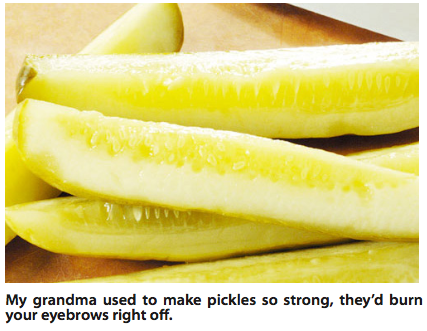 My grandma used to make pickles so strong, they'd burn
your eyebrows right off.